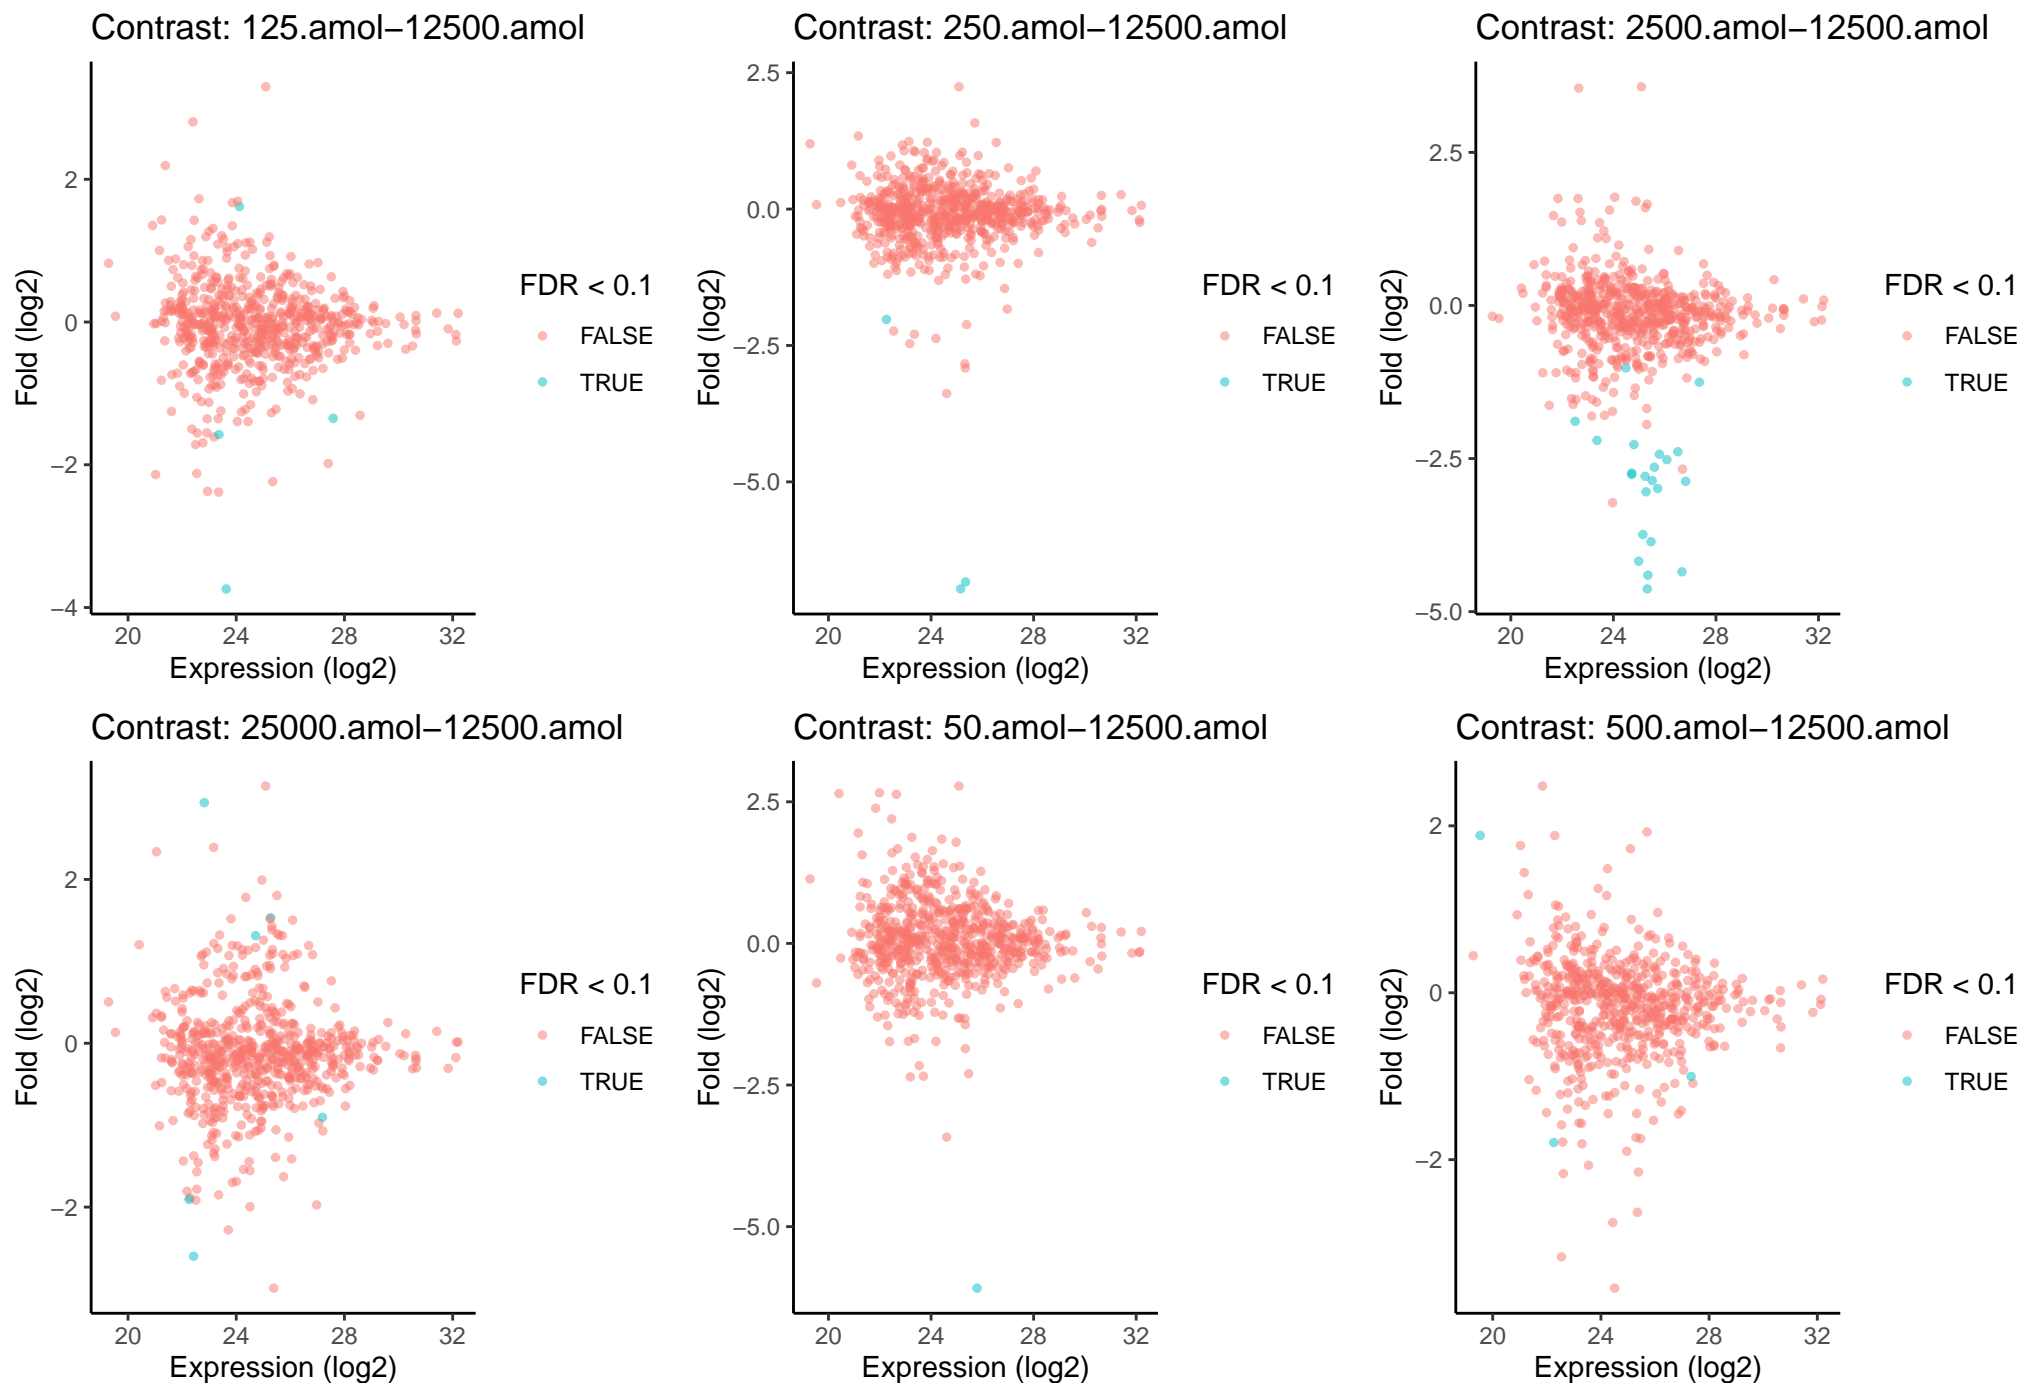 Contrast: 125.amol−12500.amol
Fold (log2)
2
0
−2
−4
20 24 28 32
Expression (log2)
FDR < 0.1
FALSE
TRUE
Contrast: 250.amol−12500.amol
Fold (log2)
2.5
0.0
−2.5
−5.0
20 24 28 32
Expression (log2)
FDR < 0.1
FALSE
TRUE
Contrast: 2500.amol−12500.amol
Fold (log2)
2.5
0.0
−2.5
−5.0
20 24 28 32
Expression (log2)
FDR < 0.1
FALSE
TRUE
Contrast: 25000.amol−12500.amol
Fold (log2)
2
0
−2
20 24 28 32
Expression (log2)
FDR < 0.1
FALSE
TRUE
Contrast: 50.amol−12500.amol
Fold (log2)
2.5
0.0
−2.5
−5.0
20 24 28 32
Expression (log2)
FDR < 0.1
FALSE
TRUE
Contrast: 500.amol−12500.amol
Fold (log2)
2
0
−2
20 24 28 32
Expression (log2)
FDR < 0.1
FALSE
TRUE